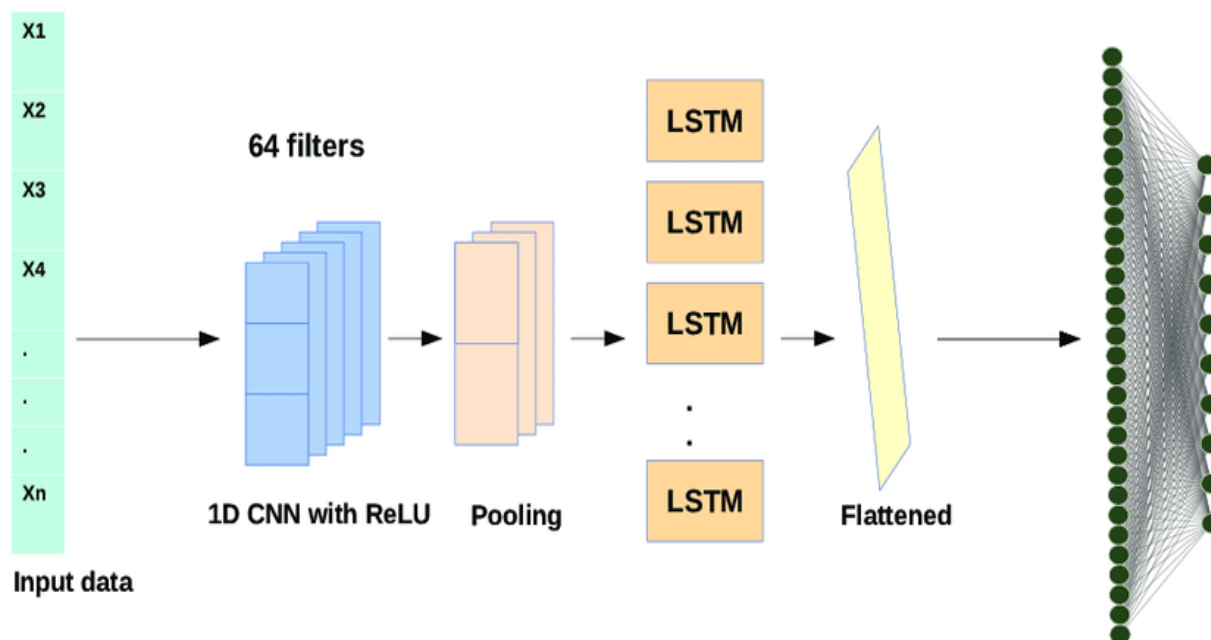 X1
X2
X3
X4
.
.
.
Xn
Input data
64 filters
1D CNN with ReLU
Pooling
LSTM
LSTM
LSTM
.
.
LSTM
Flattened